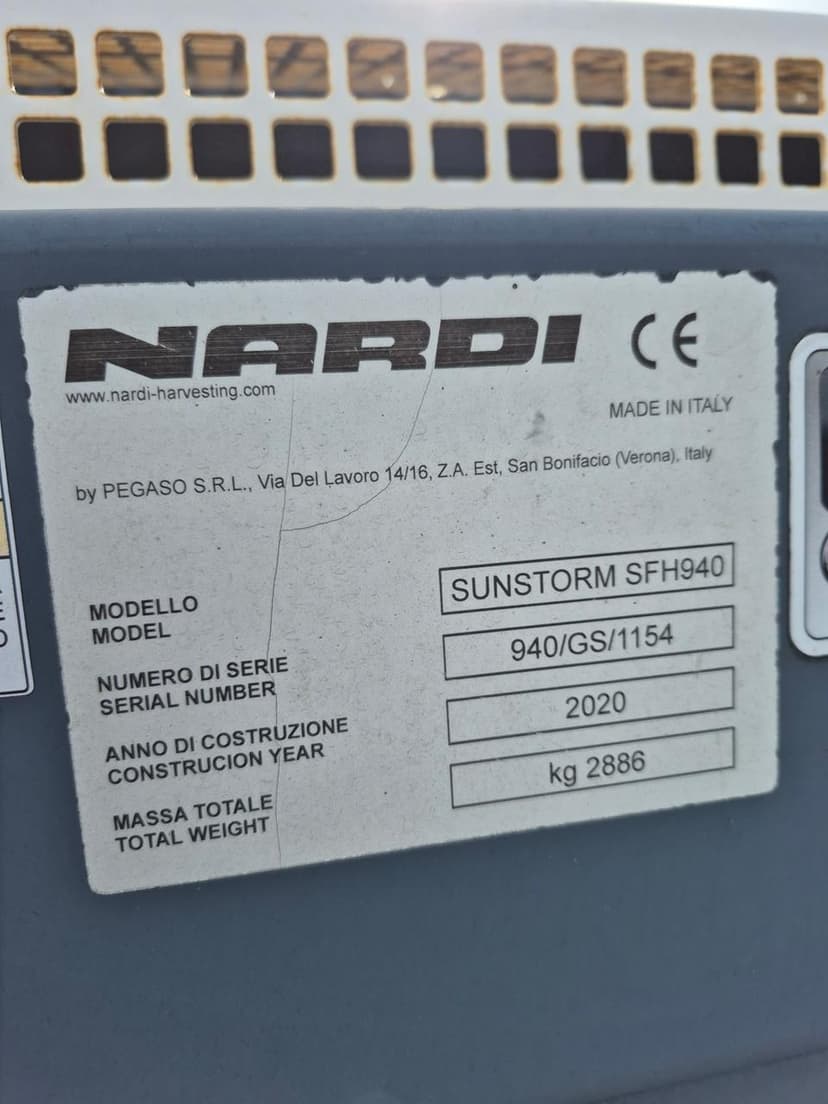 NARDI CE
www.nardi-harvesting.com
MADE IN ITALY
by PEGASO S.R.L., Via Del Lavoro 14/16, Z.A. Est, San Bonifacio (Verona), Italy
MODELLO
MODEL
SUNSTORM SFH940
NUMERO DI SERIE
SERIAL NUMBER
940/GS/1154
ANNO DI COSTRUZIONE
CONSTRUCION YEAR
2020
MASSA TOTALE
TOTAL WEIGHT
kg 2886